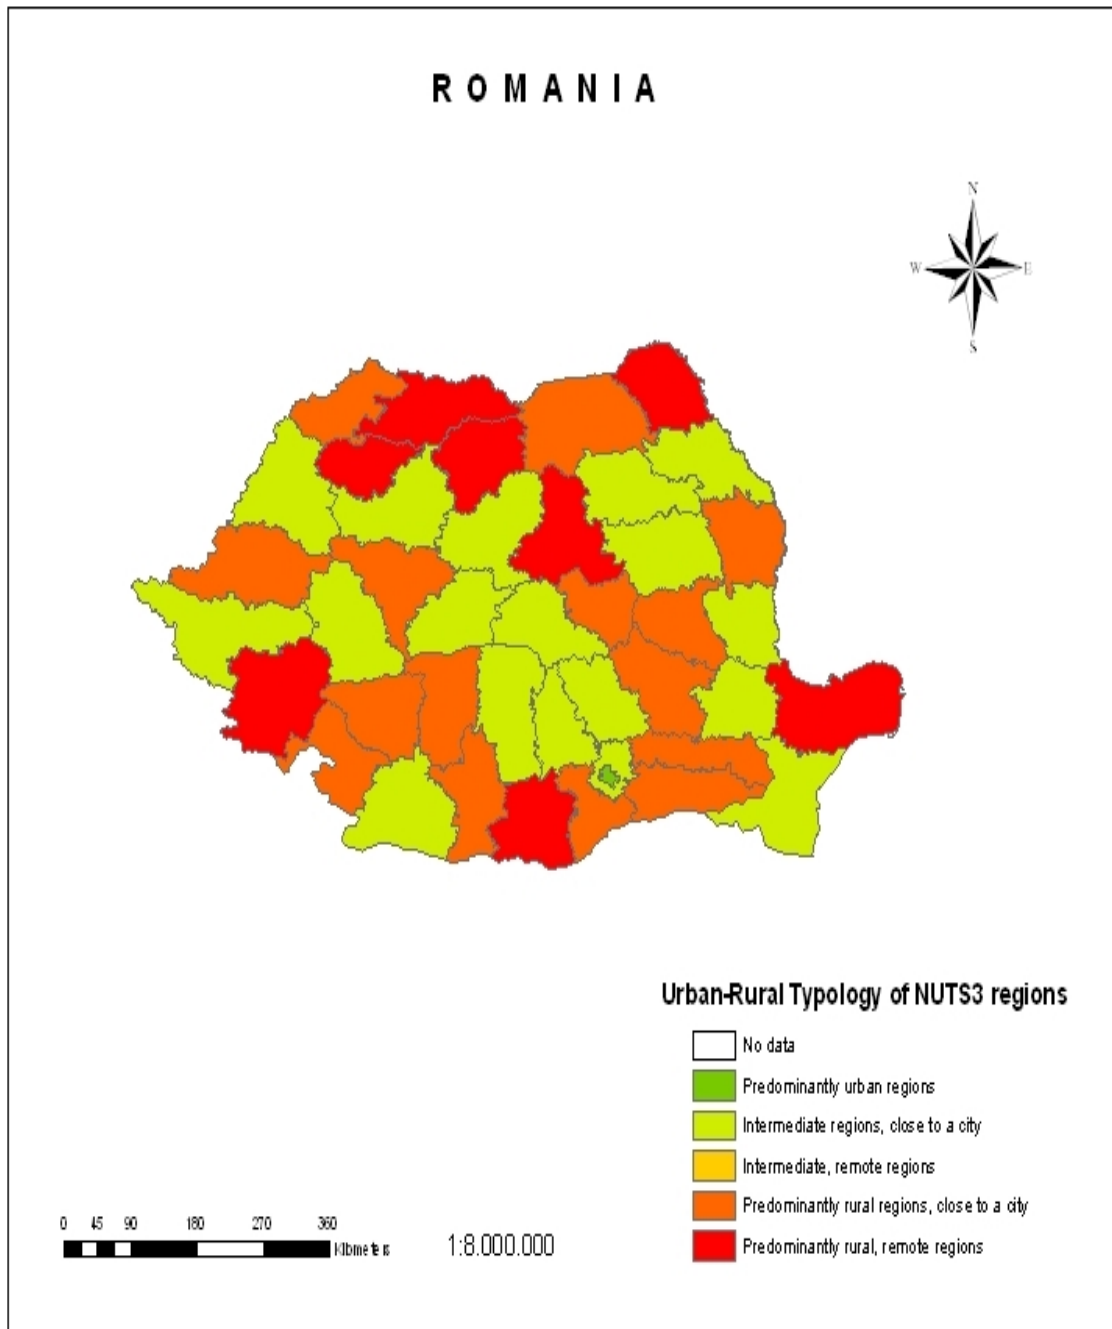 R O M A N I A
N
W E
S
Urban-Rural Typology of NUTS3 regions
No data
Predominantly urban regions
Intermediate regions, close to a city
Intermediate, remote regions
Predominantly rural regions, close to a city
Predominantly rural, remote regions
0 45 90 180 270 360
Kilometers
1:8.000.000